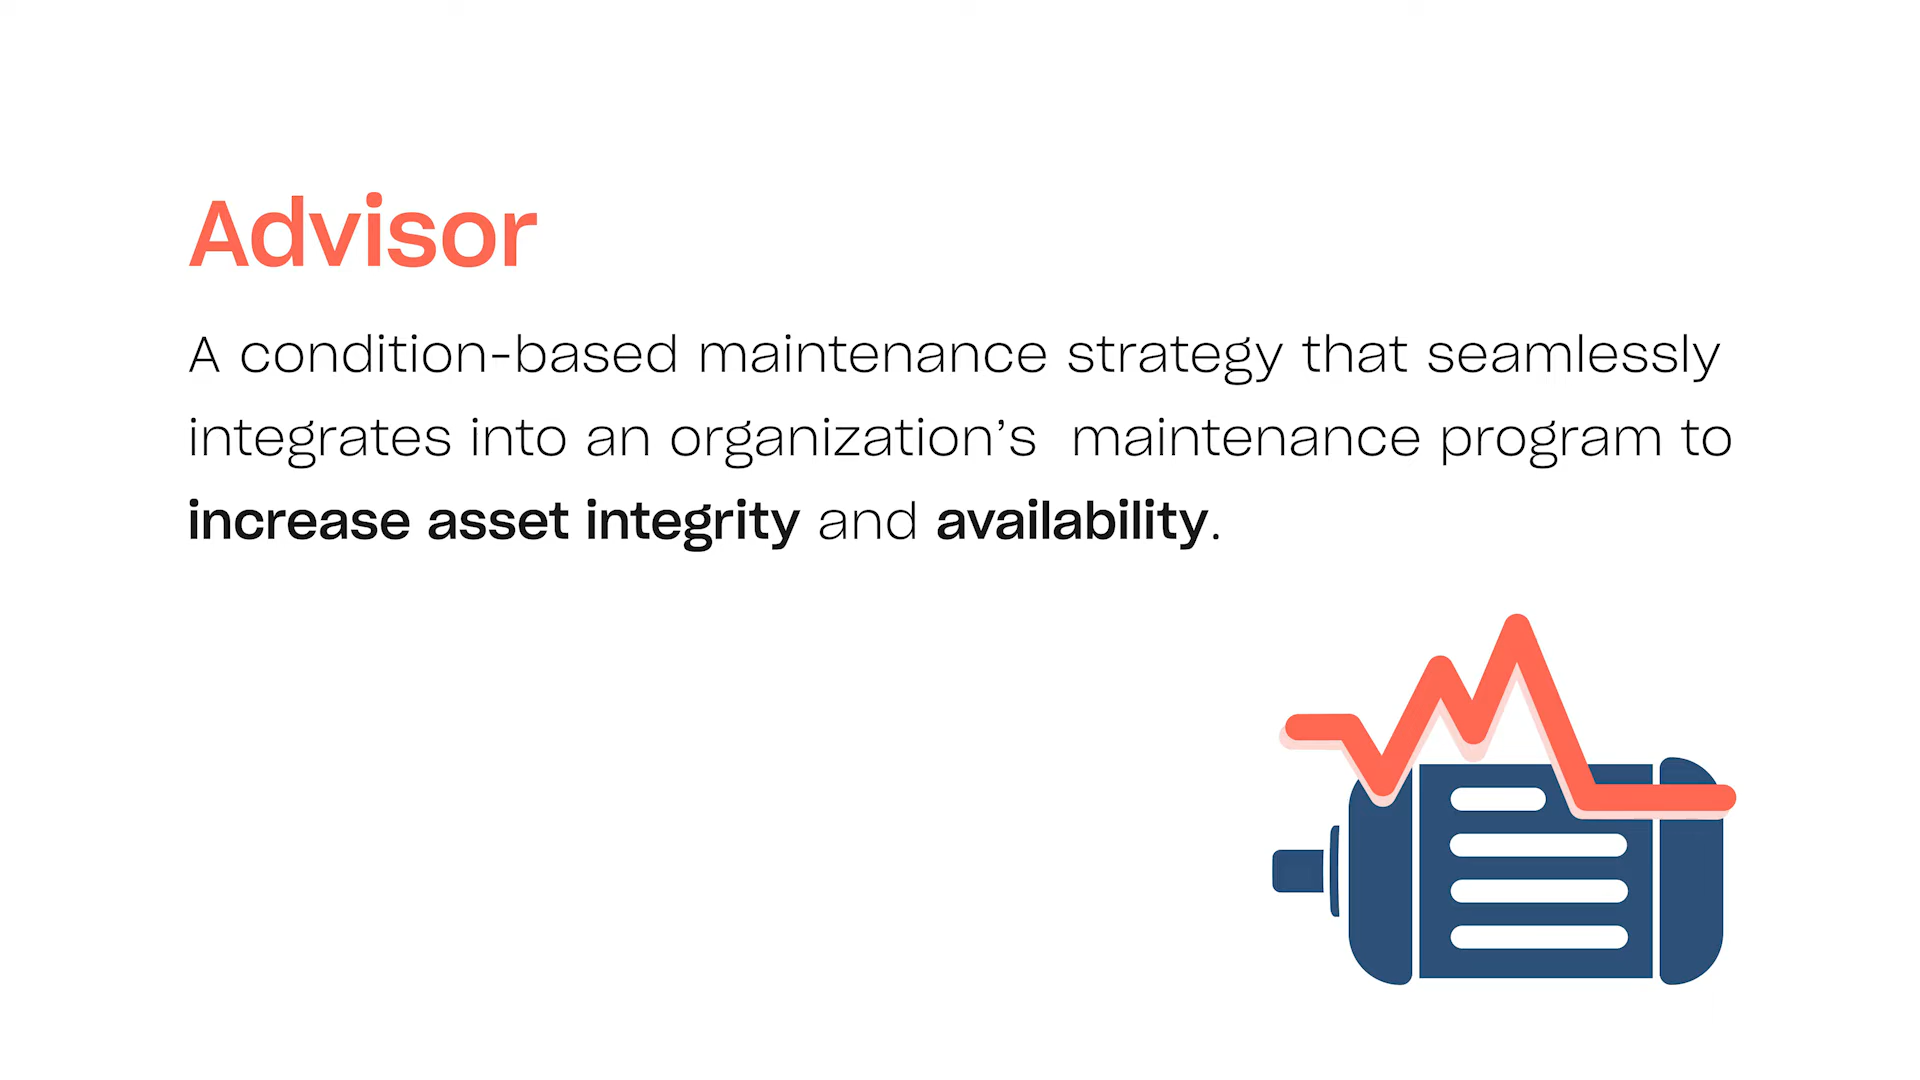 Advisor
A condition-based maintenance strategy that seamlessly
integrates into an organization’s  maintenance program to
increase asset integrity and availability.